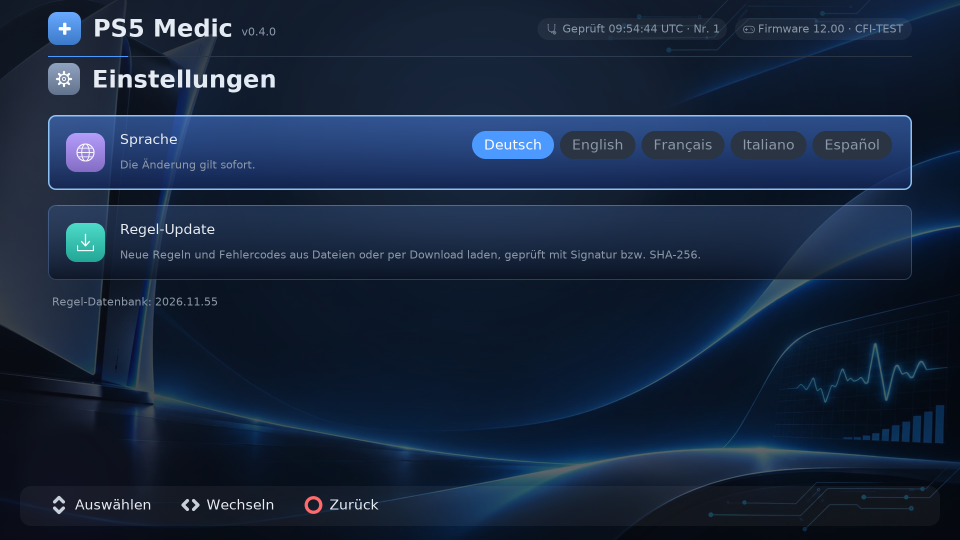 PS5 Medic v0.4.0
Geprüft 09:54:44 UTC · Nr. 1
Firmware 12.00 · CFI-TEST
Einstellungen
Sprache
Die Änderung gilt sofort.
Deutsch English Français Italiano Español
Regel-Update
Neue Regeln und Fehlercodes aus Dateien oder per Download laden, geprüft mit Signatur bzw. SHA-256.
Regel-Datenbank: 2026.11.55
Auswählen Wechseln Zurück